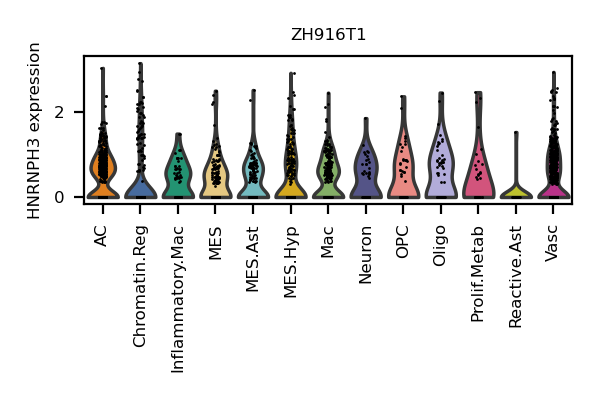 ZH916T1
HNRNPH3 expression
2
0
AC
Chromatin.Reg
Inflammatory.Mac
MES
MES.Ast
MES.Hyp
Mac
Neuron
OPC
Oligo
Prolif.Metab
Reactive.Ast
Vasc